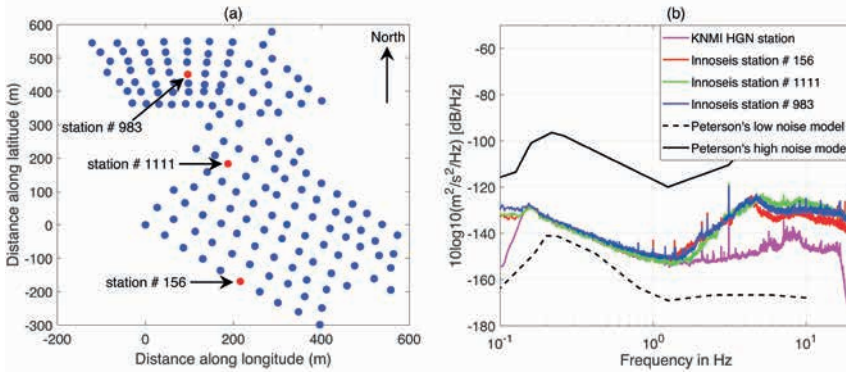 (a)
600
500
400
300
200
100
0
-100
-200
-300
-200
0
200
400
600
Distance along latitude (m)
Distance along longitude (m)
North
station # 983
station # 1111
station # 156
(b)
-60
-80
-100
-120
-140
-160
-180
10log10(m²/s²/Hz) [dB/Hz]
10⁻¹
10⁰
10¹
Frequency in Hz
KNMI HGN station
Innoseis station # 156
Innoseis station # 1111
Innoseis station # 983
Peterson's low noise model
Peterson's high noise model